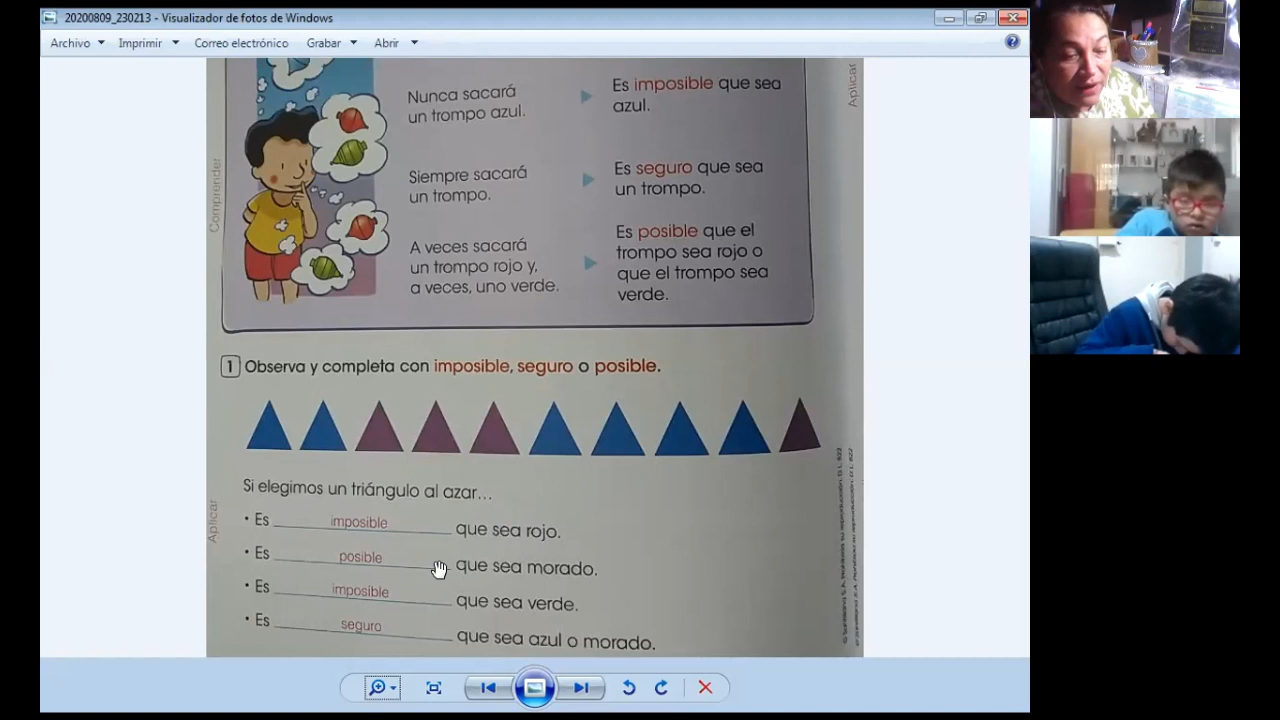 20200809_230213 - Visualizador de fotos de Windows
Archivo Imprimir Correo electrónico Grabar Abrir
Nunca sacará
un trompo azul.
Es imposible que sea
azul.
Siempre sacará
un trompo.
Es seguro que sea
un trompo.
A veces sacará
un trompo rojo y,
a veces, uno verde.
Es posible que el
trompo sea rojo o
que el trompo sea
verde.
Comprender
Aplicar
1 Observa y completa con imposible, seguro o posible.
Si elegimos un triángulo al azar...
• Es imposible que sea rojo.
• Es posible que sea morado.
• Es imposible que sea verde.
• Es seguro que sea azul o morado.
Aplicar